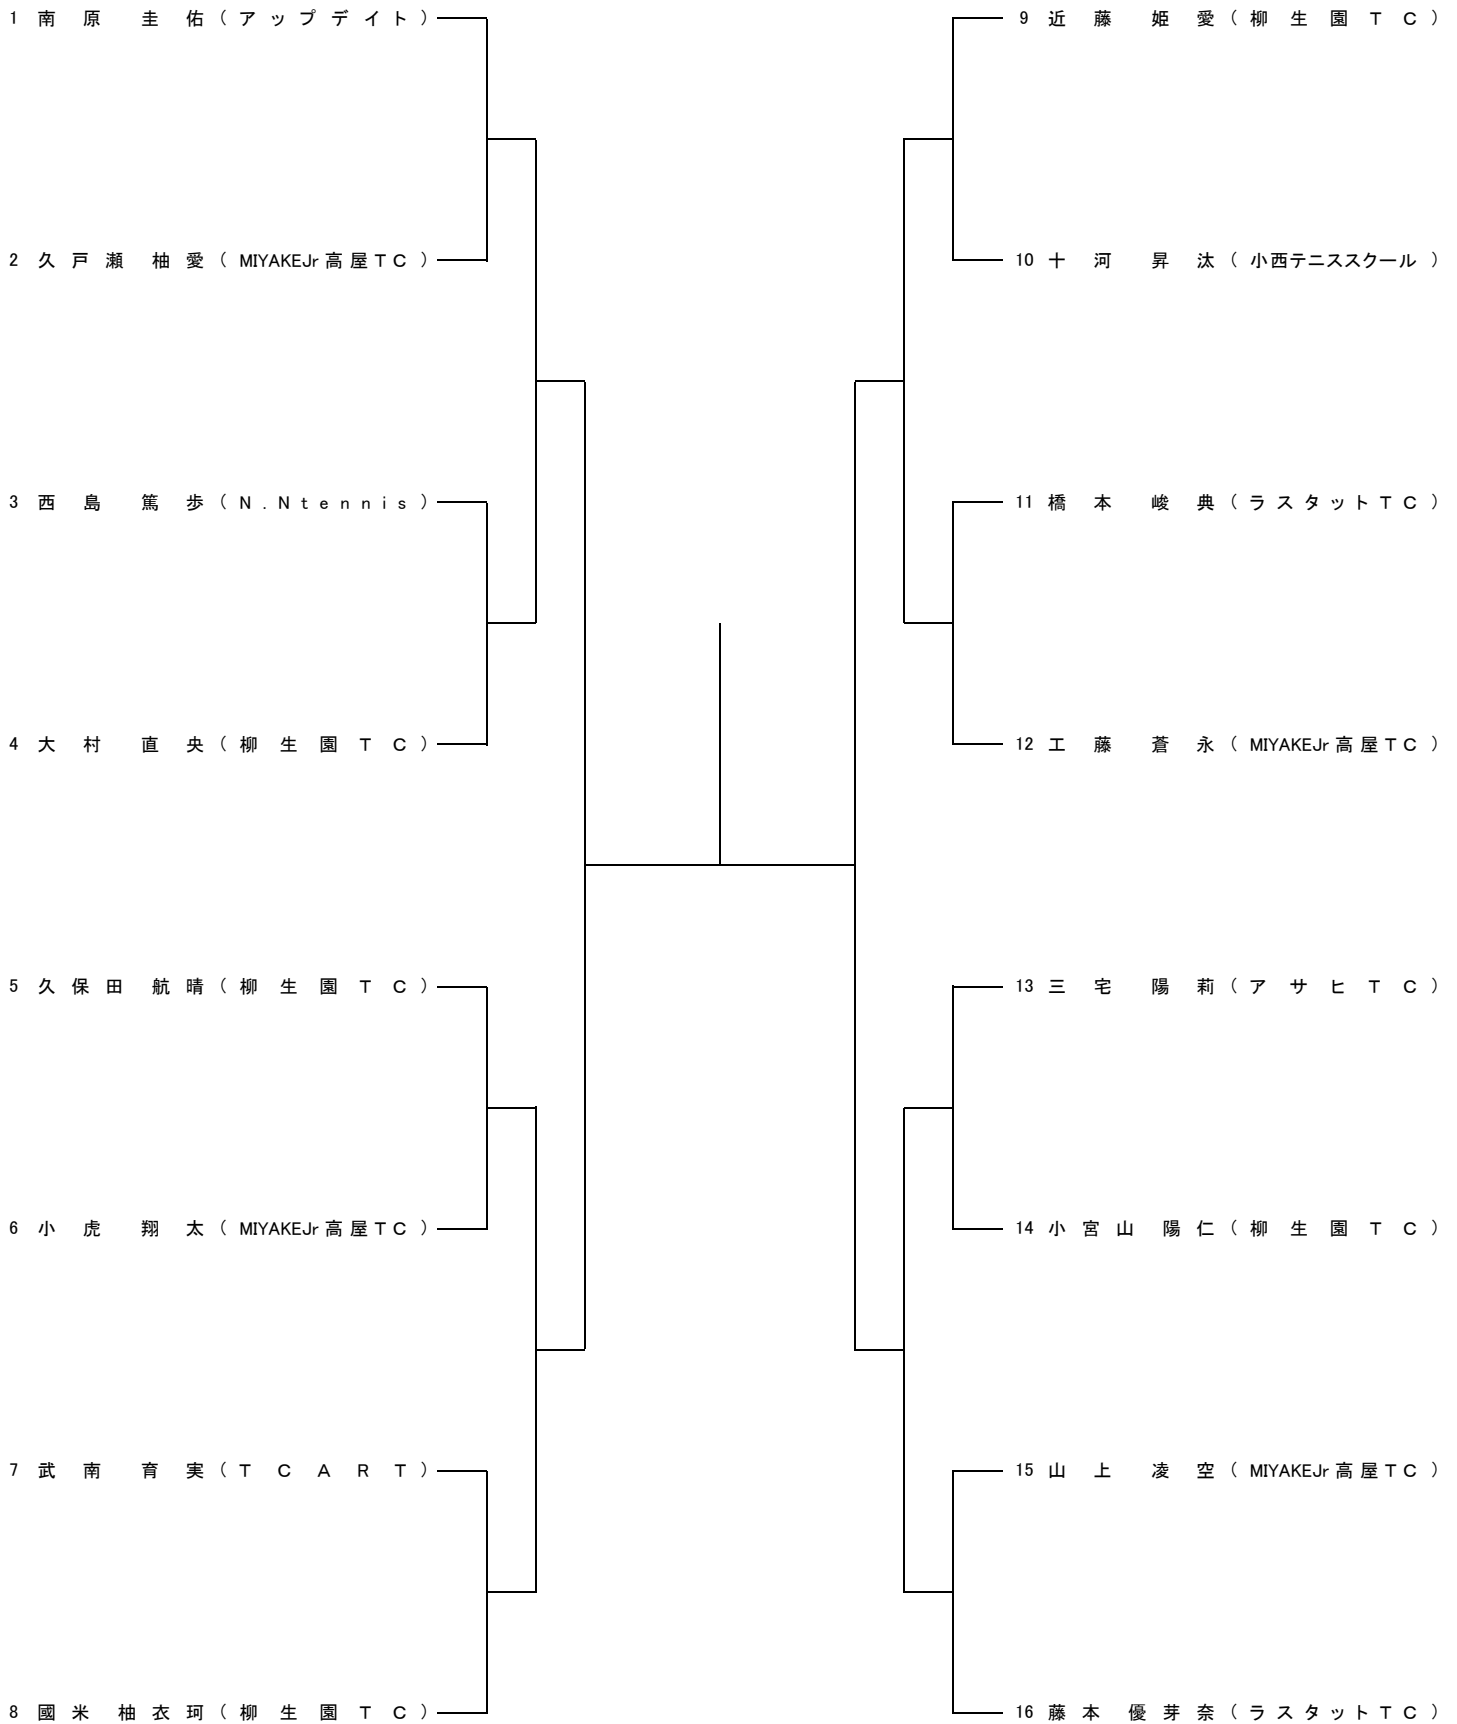 1 南原 圭佑（アップデイト）
2 久戸瀬 柚愛（MIYAKEJr高屋TC）
3 西島 篤歩（N.Ntennis）
4 大村 直央（柳生園TC）
5 久保田 航晴（柳生園TC）
6 小虎 翔太（MIYAKEJr高屋TC）
7 武南 育実（TCART）
8 國米 柚衣珂（柳生園TC）
9 近藤 姫愛（柳生園TC）
10 十河 昇汰（小西テニススクール）
11 橋本 峻典（ラスタットTC）
12 工藤 蒼永（MIYAKEJr高屋TC）
13 三宅 陽莉（アサヒTC）
14 小宮山 陽仁（柳生園TC）
15 山上 凌空（MIYAKEJr高屋TC）
16 藤本 優芽奈（ラスタットTC）